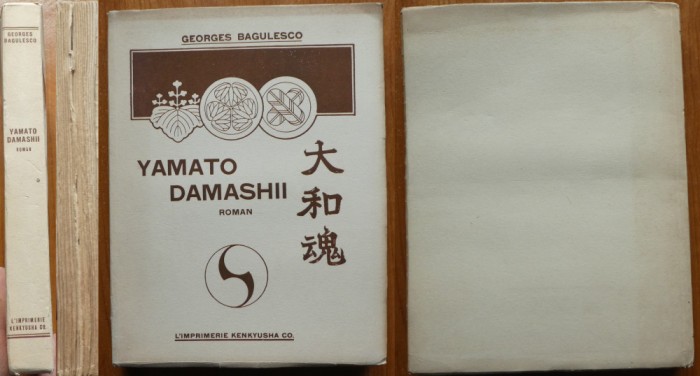 GEORGES
BAGULESCO
YAMATO
DAMASHII
ROMAN
L'IMPRIMERIE
KENKYUSHA CO.
GEORGES BAGULESCO
YAMATO
DAMASHII
ROMAN
大和魂
L'IMPRIMERIE KENKYUSHA CO.